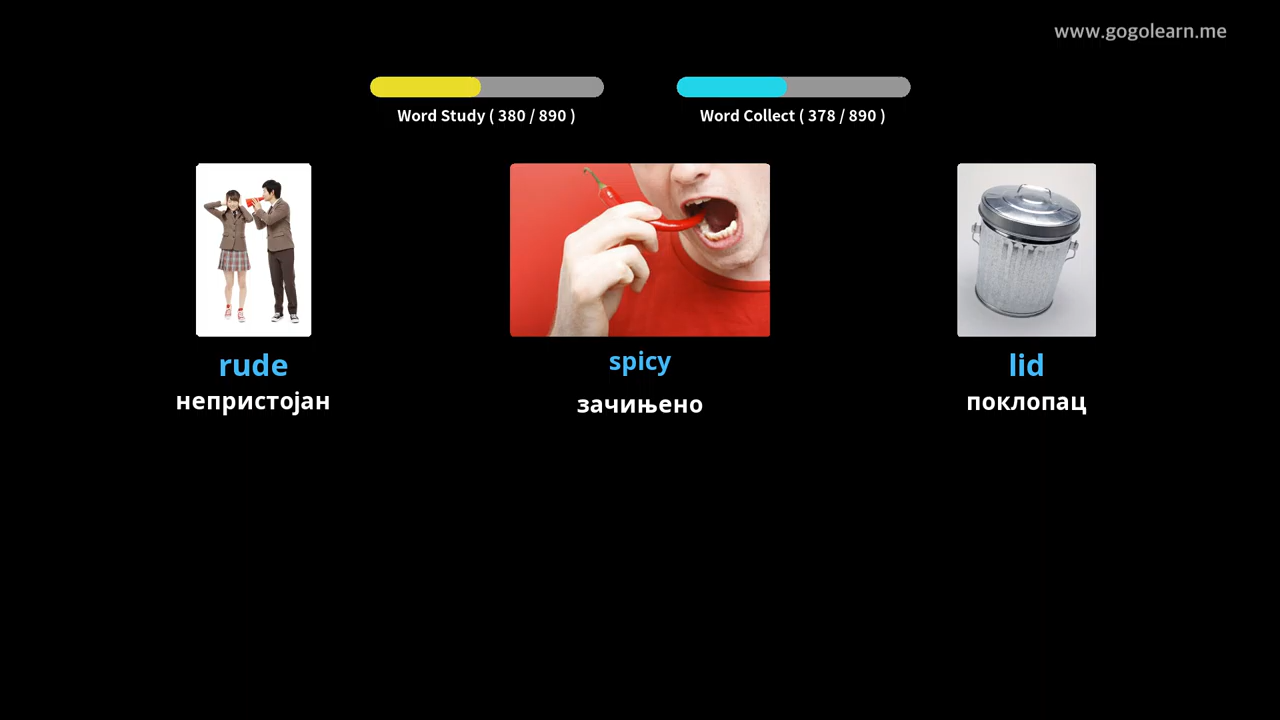 www.gogolearn.me
Word Study ( 380 / 890 )
Word Collect ( 378 / 890 )
rude
непристојан
spicy
зачињено
lid
поклопац